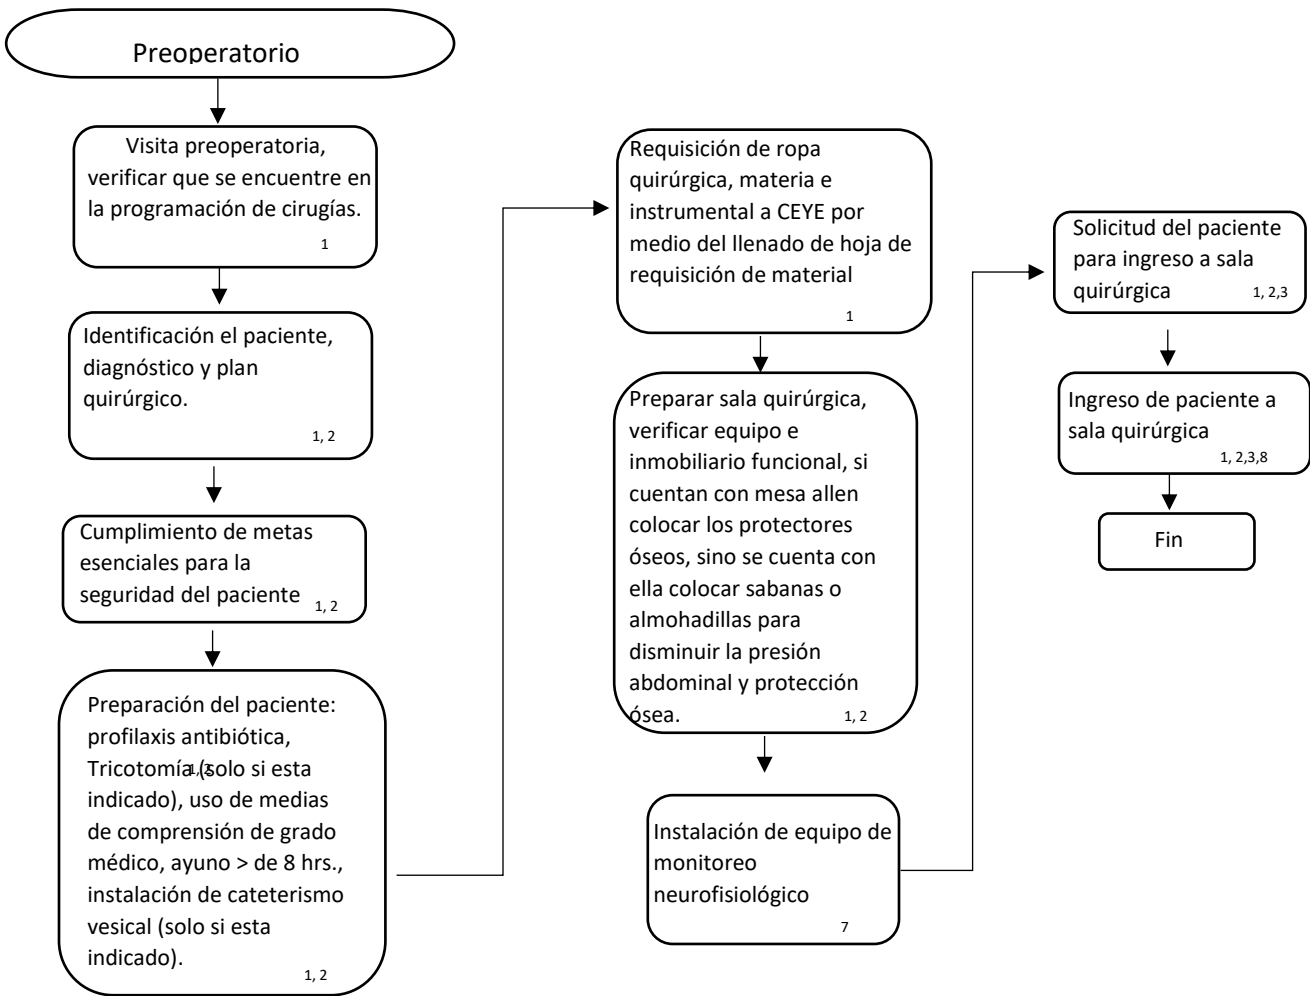 Preoperatorio
Visita preoperatoria,
verificar que se encuentre en
la programación de cirugías.
1
Identificación el paciente,
diagnóstico y plan
quirúrgico.
1, 2
Cumplimiento de metas
esenciales para la
seguridad del paciente
1, 2
Preparación del paciente:
profilaxis antibiótica,
Tricotomía (solo si esta
1, 2
indicado), uso de medias
de comprensión de grado
médico, ayuno > de 8 hrs.,
instalación de cateterismo
vesical (solo si esta
indicado).
1, 2
Requisición de ropa
quirúrgica, materia e
instrumental a CEYE por
medio del llenado de hoja de
requisición de material
1
Preparar sala quirúrgica,
verificar equipo e
inmobiliario funcional, si
cuentan con mesa allen
colocar los protectores
óseos, sino se cuenta con
ella colocar sabanas o
almohadillas para
disminuir la presión
abdominal y protección
ósea.
1, 2
Instalación de equipo de
monitoreo
neurofisiológico
7
Solicitud del paciente
para ingreso a sala
quirúrgica
1, 2,3
Ingreso de paciente a
sala quirúrgica
1, 2,3,8
Fin